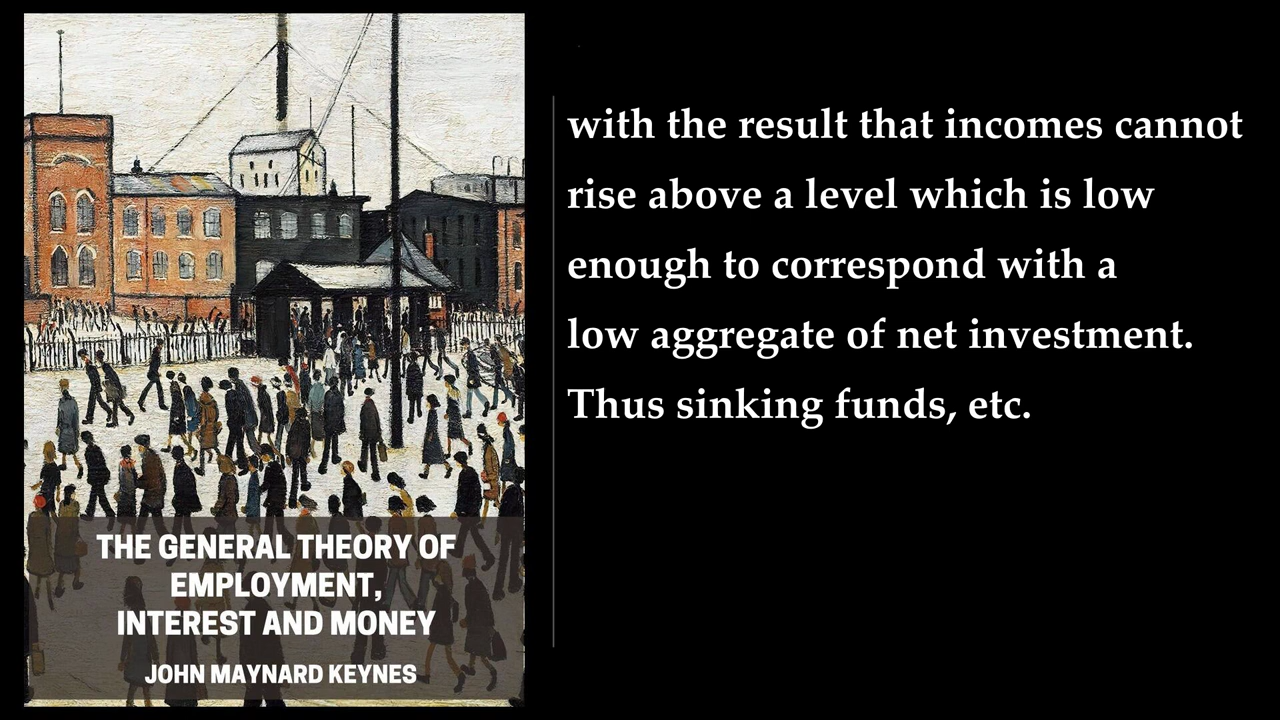 THE GENERAL THEORY OF
EMPLOYMENT,
INTEREST AND MONEY
JOHN MAYNARD KEYNES
with the result that incomes cannot
rise above a level which is low
enough to correspond with a
low aggregate of net investment.
Thus sinking funds, etc.